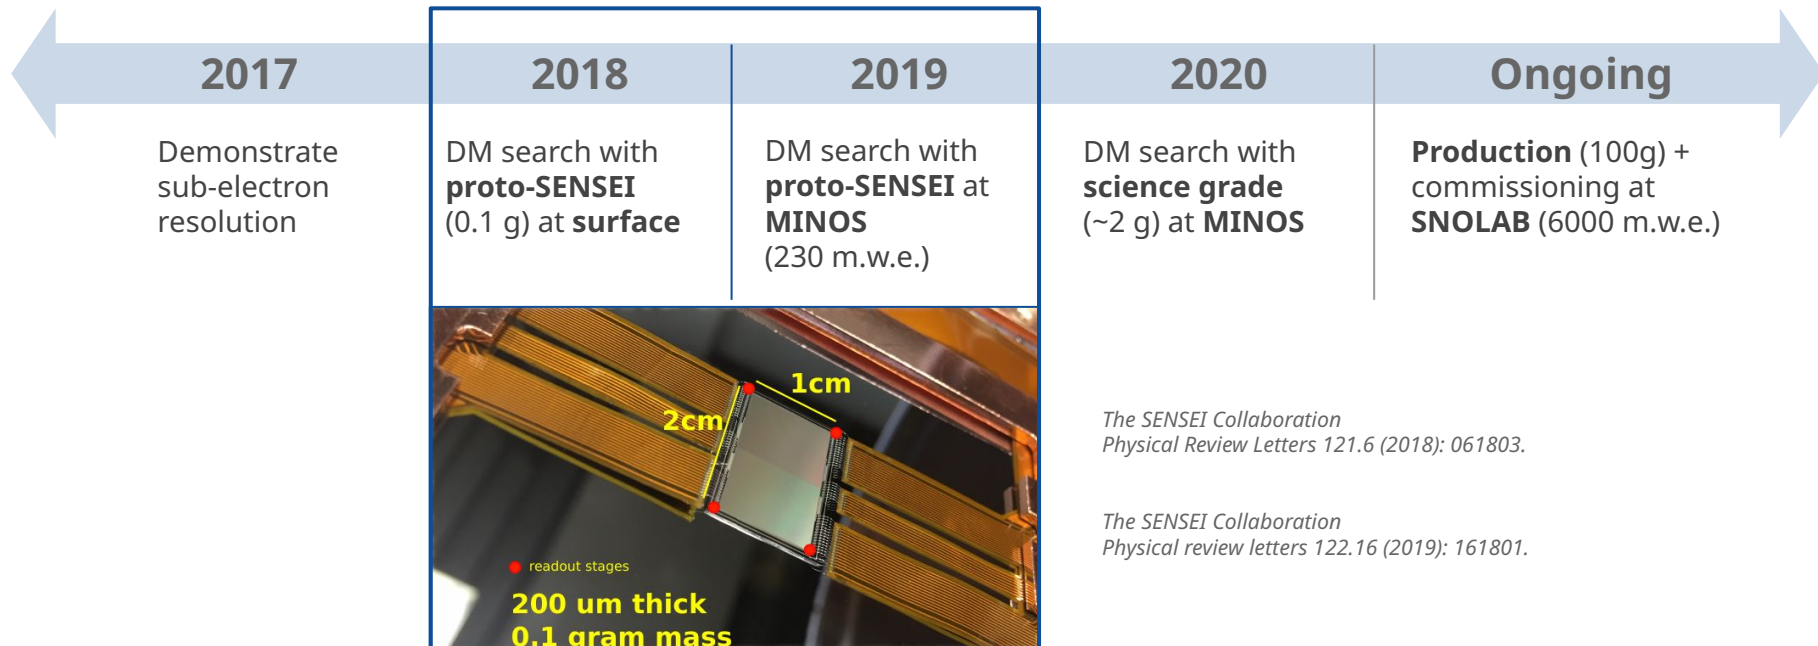 2017
2018
2019
2020
Ongoing
Demonstrate
sub-electron
resolution
DM search with
proto-SENSEI
(0.1 g) at surface
DM search with
proto-SENSEI at
MINOS
(230 m.w.e.)
DM search with
science grade
(~2 g) at MINOS
Production (100g) +
commissioning at
SNOLAB (6000 m.w.e.)
1cm
2cm
readout stages
200 um thick
0.1 gram mass
The SENSEI Collaboration
Physical Review Letters 121.6 (2018): 061803.
The SENSEI Collaboration
Physical review letters 122.16 (2019): 161801.